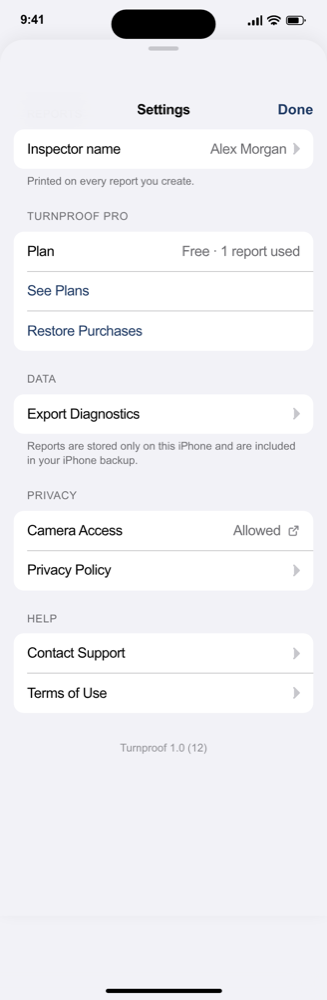 9:41
Settings
Done
Inspector name
Alex Morgan
Printed on every report you create.
TURNPROOF PRO
Plan
Free · 1 report used
See Plans
Restore Purchases
DATA
Export Diagnostics
Reports are stored only on this iPhone and are included
in your iPhone backup.
PRIVACY
Camera Access
Allowed
Privacy Policy
HELP
Contact Support
Terms of Use
Turnproof 1.0 (12)